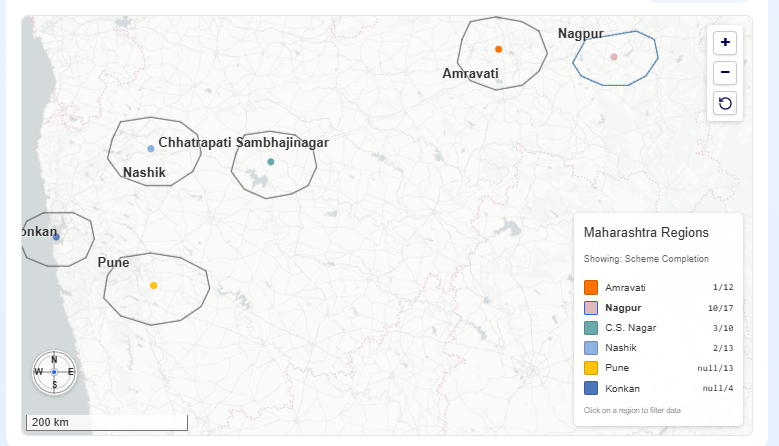 Nagpur
Amravati
Chhatrapati Sambhajinagar
Nashik
onkan
Pune
+
−
Maharashtra Regions
Showing: Scheme Completion
Amravati 1/12
Nagpur 10/17
C.S. Nagar 3/10
Nashik 2/13
Pune null/13
Konkan null/4
Click on a region to filter data
N
W E
S
200 km